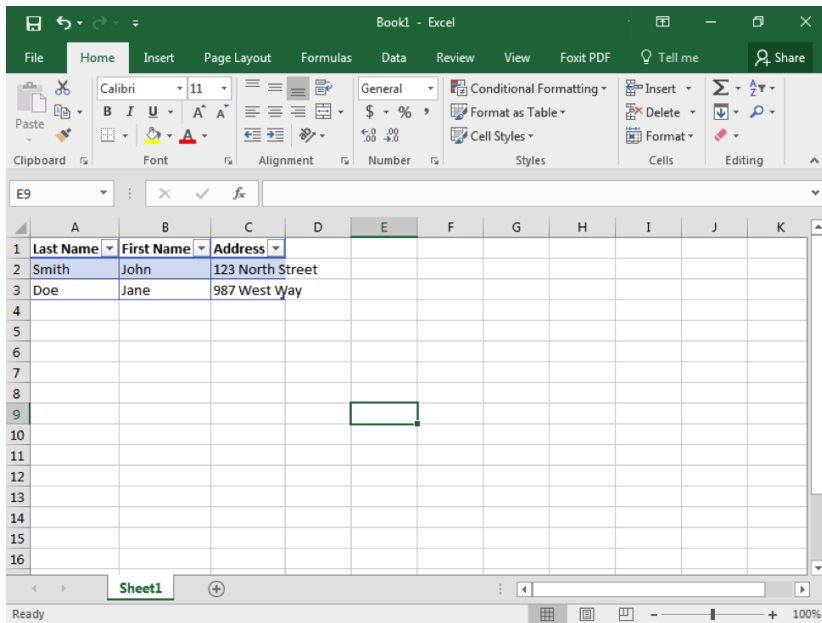 Book1 - Excel
File Home Insert Page Layout Formulas Data Review View Foxit PDF Tell me Share
Calibri 11 General Conditional Formatting Insert
Paste B I U A A $ % , Format as Table Delete
A .00 .00 Cell Styles Format
Clipboard Font Alignment Number Styles Cells Editing
E9 fx
A B C D E F G H I J K
1 Last Name First Name Address
2 Smith John 123 North Street
3 Doe Jane 987 West Way
4
5
6
7
8
9
10
11
12
13
14
15
16
Sheet1
Ready 100%